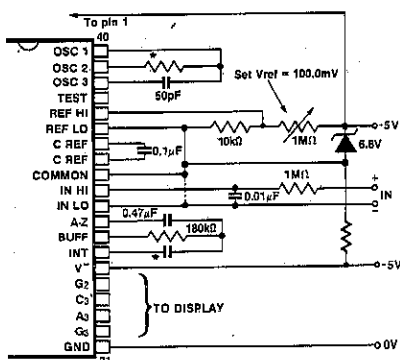 To pin 1
40
OSC 1
OSC 2
*
OSC 3
50pF
TEST
Set Vref = 100.0mV
REF HI
REF LO
10kΩ
1MΩ
-5V
6.8V
C REF
0.1µF
C REF
COMMON
1MΩ
IN HI
+
0.01µF
IN
IN LO
-
0.47µF
A-Z
180kΩ
BUFF
INT
*
V-
-5V
G2
C3
TO DISPLAY
A3
G3
GND
0V
21